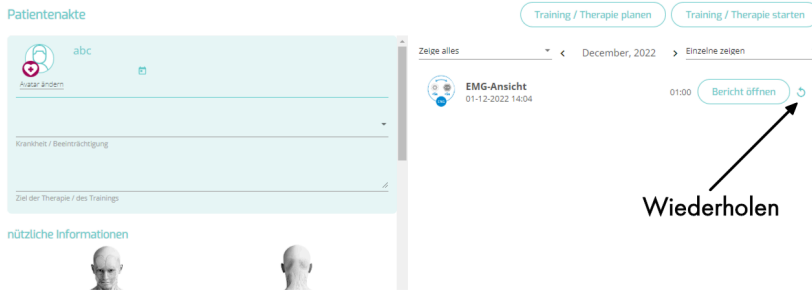 Patientenakte
Training / Therapie planen
Training / Therapie starten
abc
Avatar ändern
Krankheit / Beeinträchtigung
Ziel der Therapie / des Trainings
nützliche Informationen
Zeige alles
December, 2022
Einzelne zeigen
EMG-Ansicht
01-12-2022 14:04
01:00
Bericht öffnen
Wiederholen